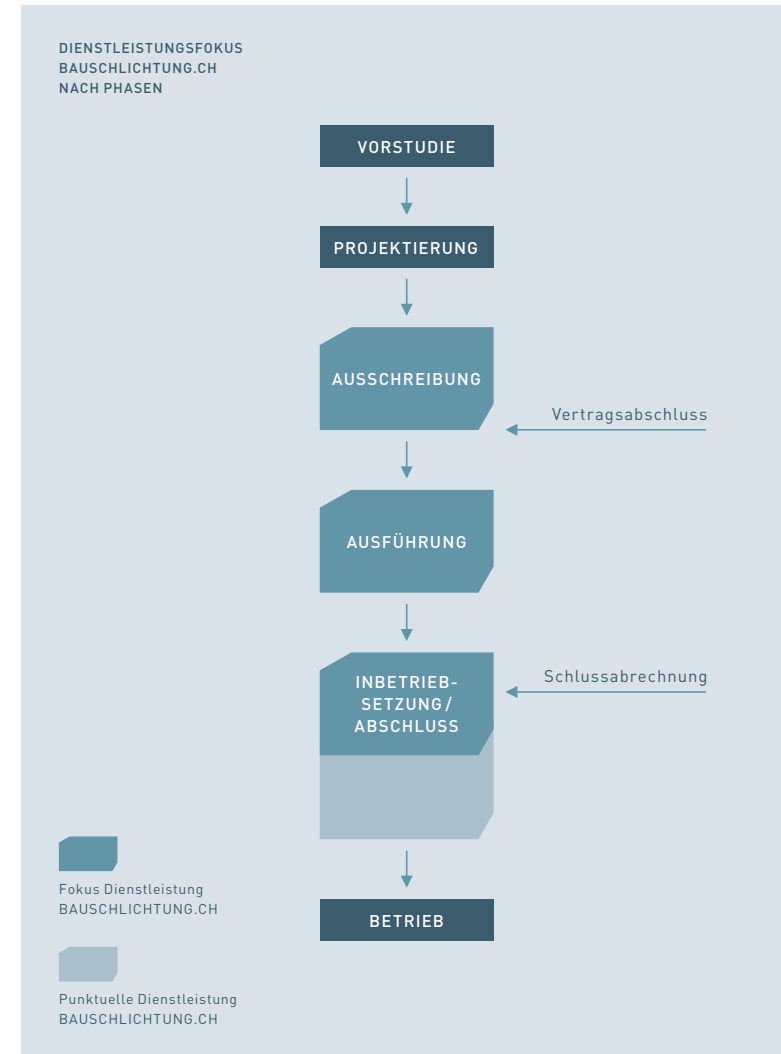 DIENSTLEISTUNGSFOKUS
BAUSCHLICHTUNG.CH
NACH PHASEN
VORSTUDIE
PROJEKTIERUNG
AUSSCHREIBUNG
Vertragsabschluss
AUSFÜHRUNG
INBETRIEB-
SETZUNG/
ABSCHLUSS
Schlussabrechnung
BETRIEB
Fokus Dienstleistung
BAUSCHLICHTUNG.CH
Punktuelle Dienstleistung
BAUSCHLICHTUNG.CH